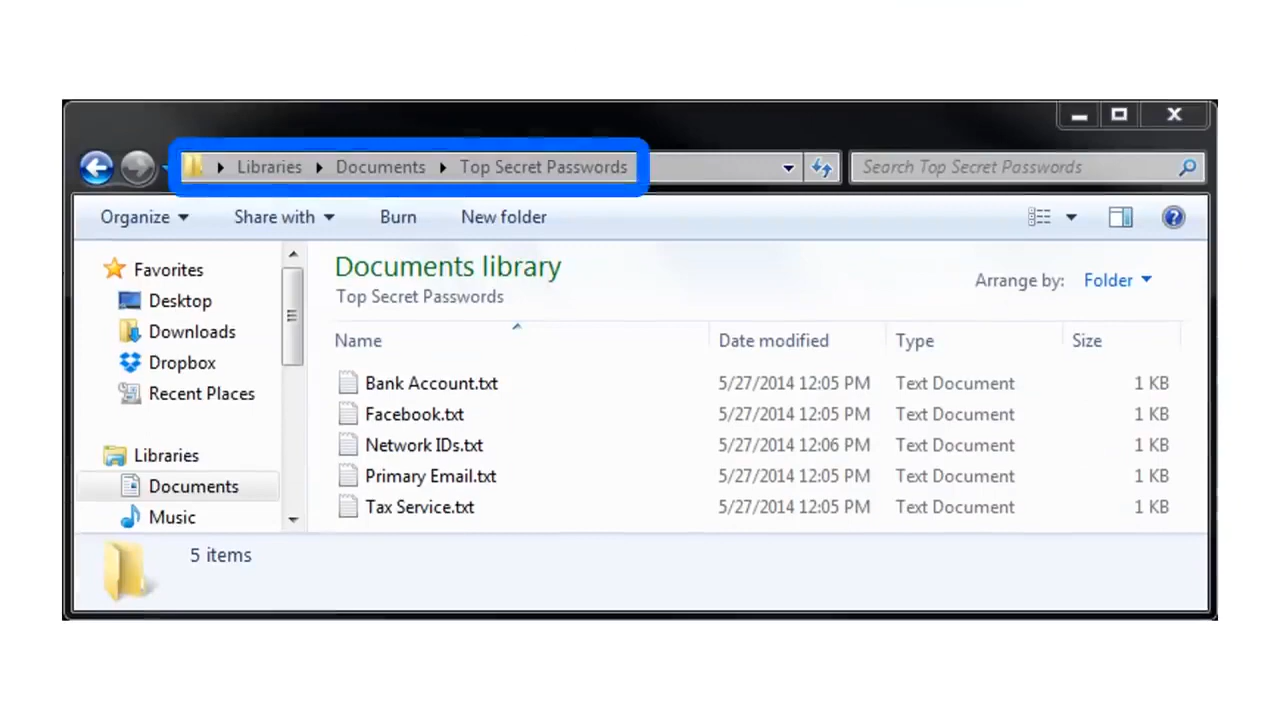 Libraries Documents Top Secret Passwords
Search Top Secret Passwords
Organize Share with Burn New folder
Favorites
Desktop
Downloads
Dropbox
Recent Places
Libraries
Documents
Music
Documents library
Top Secret Passwords
Arrange by: Folder
Name Date modified Type Size
Bank Account.txt 5/27/2014 12:05 PM Text Document 1 KB
Facebook.txt 5/27/2014 12:05 PM Text Document 1 KB
Network IDs.txt 5/27/2014 12:06 PM Text Document 1 KB
Primary Email.txt 5/27/2014 12:05 PM Text Document 1 KB
Tax Service.txt 5/27/2014 12:05 PM Text Document 1 KB
5 items